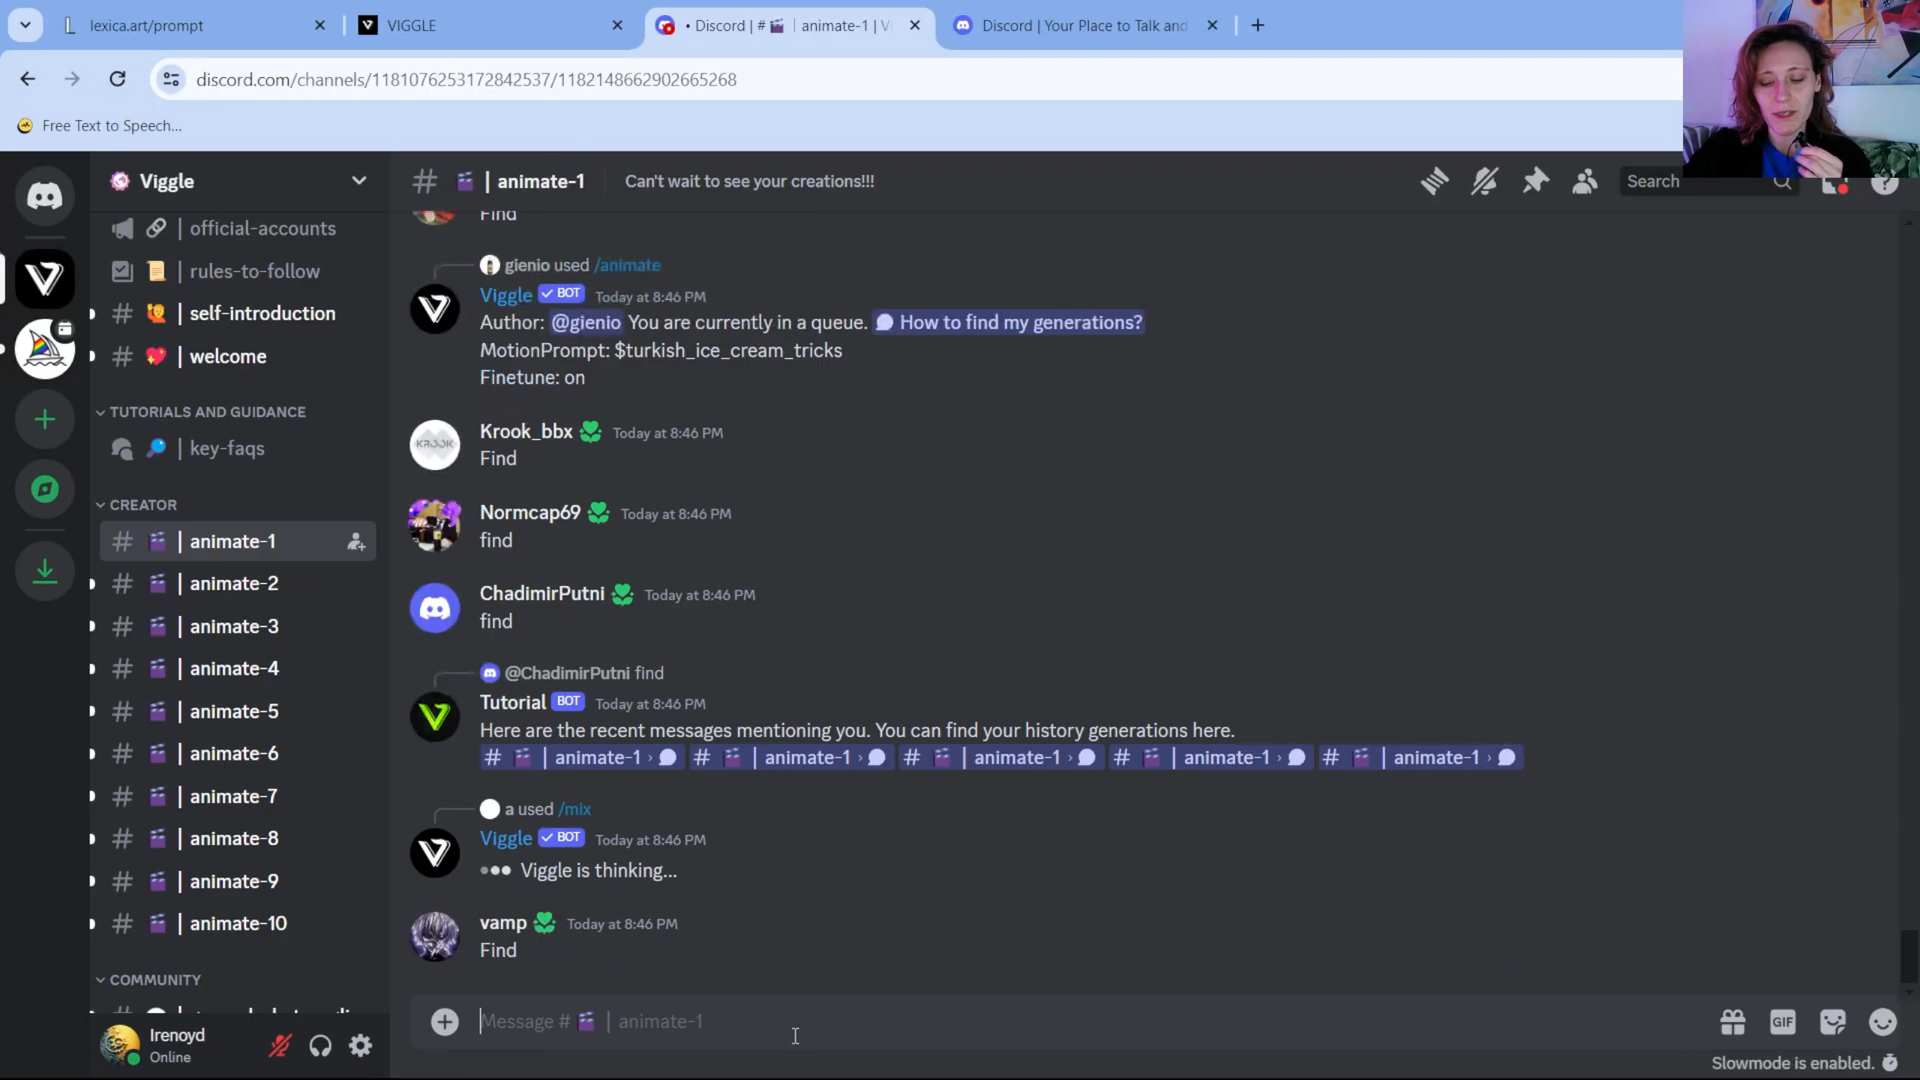 lexica.art/prompt
VIGGLE
• Discord | # | animate-1 | Vi
Discord | Your Place to Talk and
discord.com/channels/1181076253172842537/1182148662902665268
Free Text to Speech...
Viggle
# | animate-1
Can't wait to see your creations!!!
Search
| official-accounts
| rules-to-follow
# | self-introduction
# | welcome
TUTORIALS AND GUIDANCE
| key-faqs
CREATOR
# | animate-1
# | animate-2
# | animate-3
# | animate-4
# | animate-5
# | animate-6
# | animate-7
# | animate-8
# | animate-9
# | animate-10
COMMUNITY
Irenoyd
Online
Find
gienio used /animate
Viggle BOT Today at 8:46 PM
Author: @gienio You are currently in a queue. How to find my generations?
MotionPrompt: $turkish_ice_cream_tricks
Finetune: on
KROOK
Krook_bbx Today at 8:46 PM
Find
Normcap69 Today at 8:46 PM
find
ChadimirPutni Today at 8:46 PM
find
@ChadimirPutni find
Tutorial BOT Today at 8:46 PM
Here are the recent messages mentioning you. You can find your history generations here.
# | animate-1 › # | animate-1 › # | animate-1 › # | animate-1 › # | animate-1 ›
a used /mix
Viggle BOT Today at 8:46 PM
Viggle is thinking...
vamp Today at 8:46 PM
Find
Message # | animate-1
GIF
Slowmode is enabled.